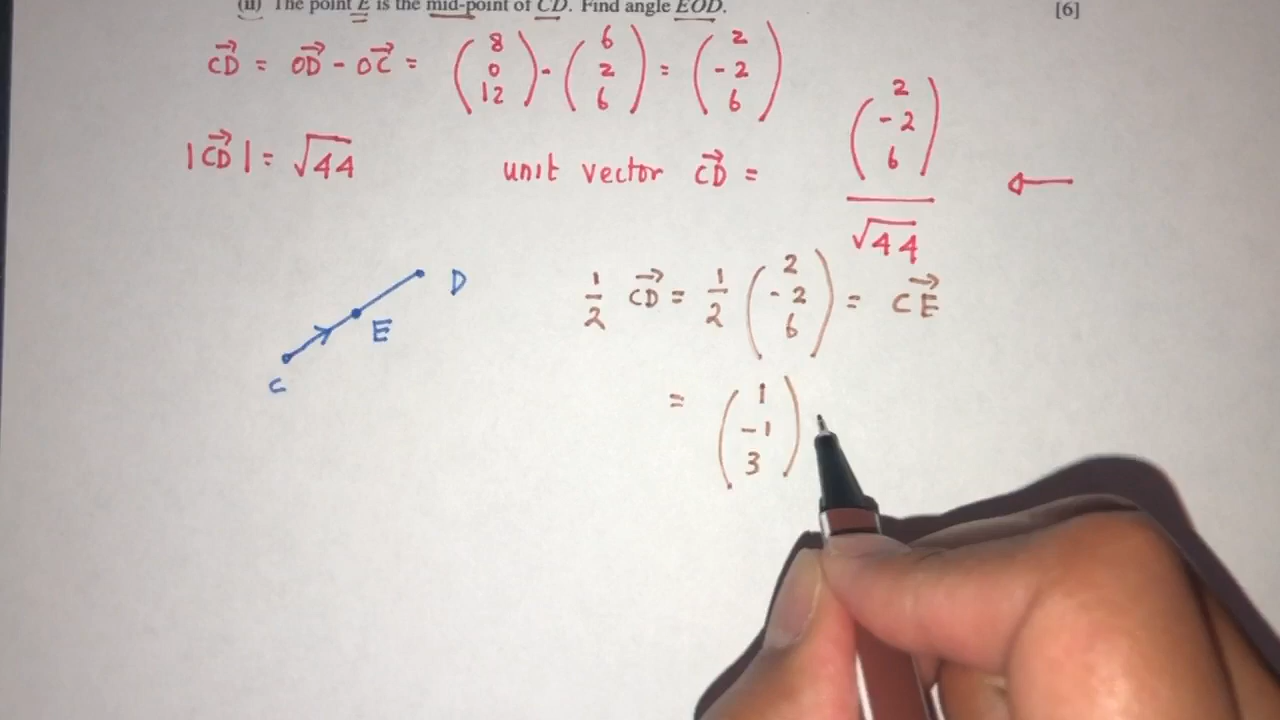 (ii) The point E is the mid-point of CD. Find angle EOD. [6]
→CD = →OD - →OC = (8 0 12) - (6 2 6) = (2 -2 6)
|→CD| = √44 unit vector →CD = (2 -2 6) / √44 ←
C E D
1/2 →CD = 1/2 (2 -2 6) = →CE
= (1 -1 3)